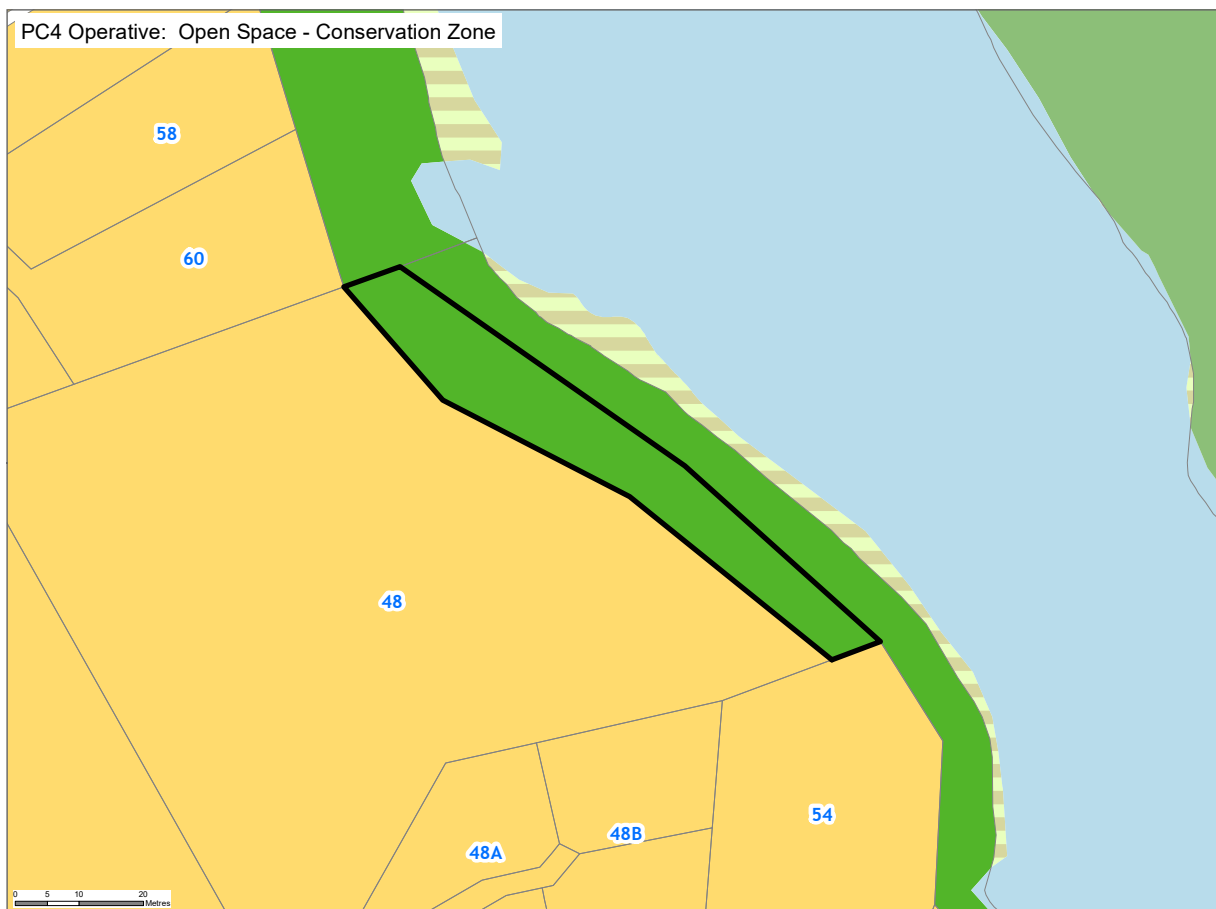 PC4 Operative:  Open Space - Conservation Zone
58
60
48
54
48B
48A
0 5 10 20
Metres